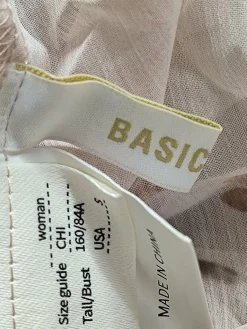 BASIC
woman
Size guide CHI
160/84A
Tall/Bust USA
S
MADE IN CHINA